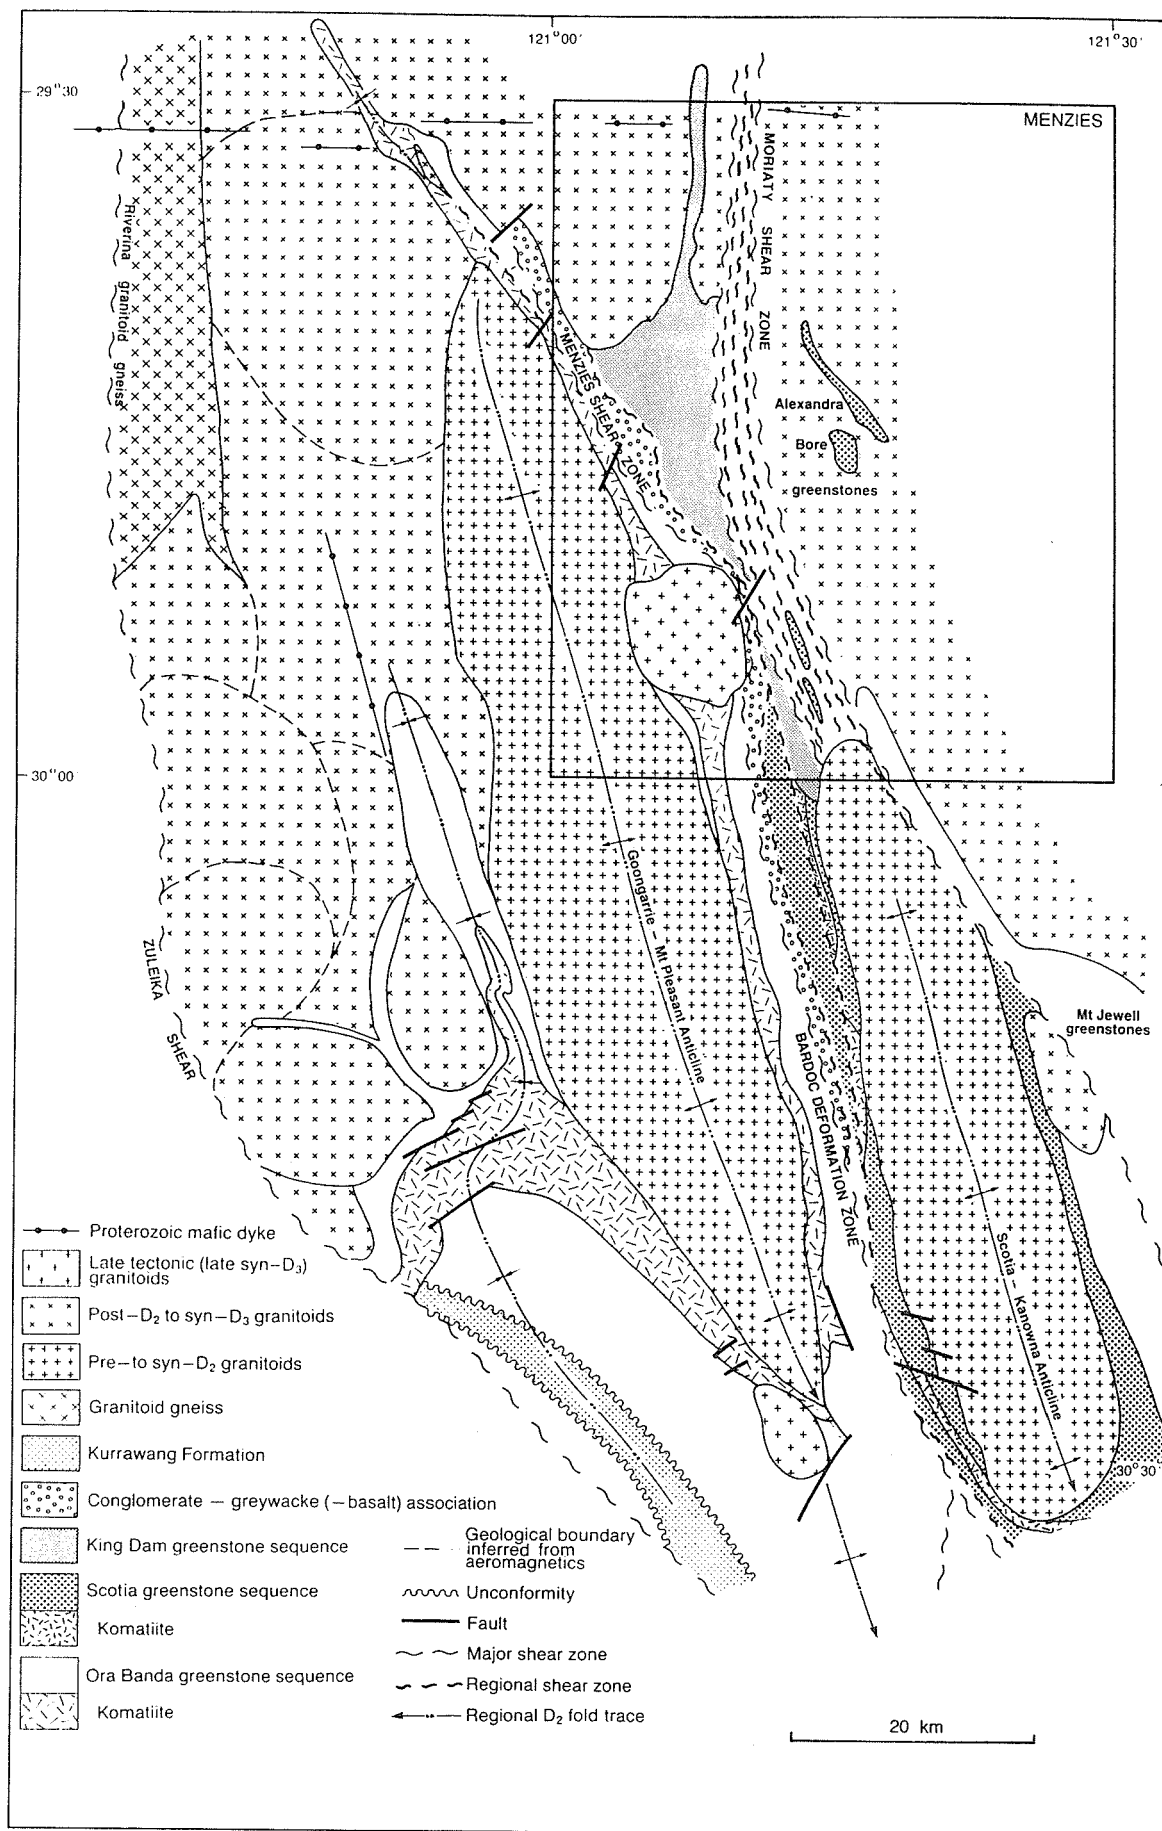 121°00'
121°30'
29°30
MENZIES
MORIATY SHEAR ZONE
Riverina granitoid gneiss
MENZIES SHEAR ZONE
Alexandra
Bore
greenstones
30°00
Goongarrie – Mt Pleasant Anticline
ZULEIKA SHEAR
Mt Jewell
greenstones
BARDOC DEFORMATION ZONE
Scotia – Kanowna Anticline
30°30'
Proterozoic mafic dyke
Late tectonic (late syn–D₃)
granitoids
Post–D₂ to syn–D₃ granitoids
Pre–to syn–D₂ granitoids
Granitoid gneiss
Kurrawang Formation
Conglomerate – greywacke (–basalt) association
King Dam greenstone sequence
Scotia greenstone sequence
Komatiite
Ora Banda greenstone sequence
Komatiite
Geological boundary
inferred from
aeromagnetics
Unconformity
Fault
Major shear zone
Regional shear zone
Regional D₂ fold trace
20 km